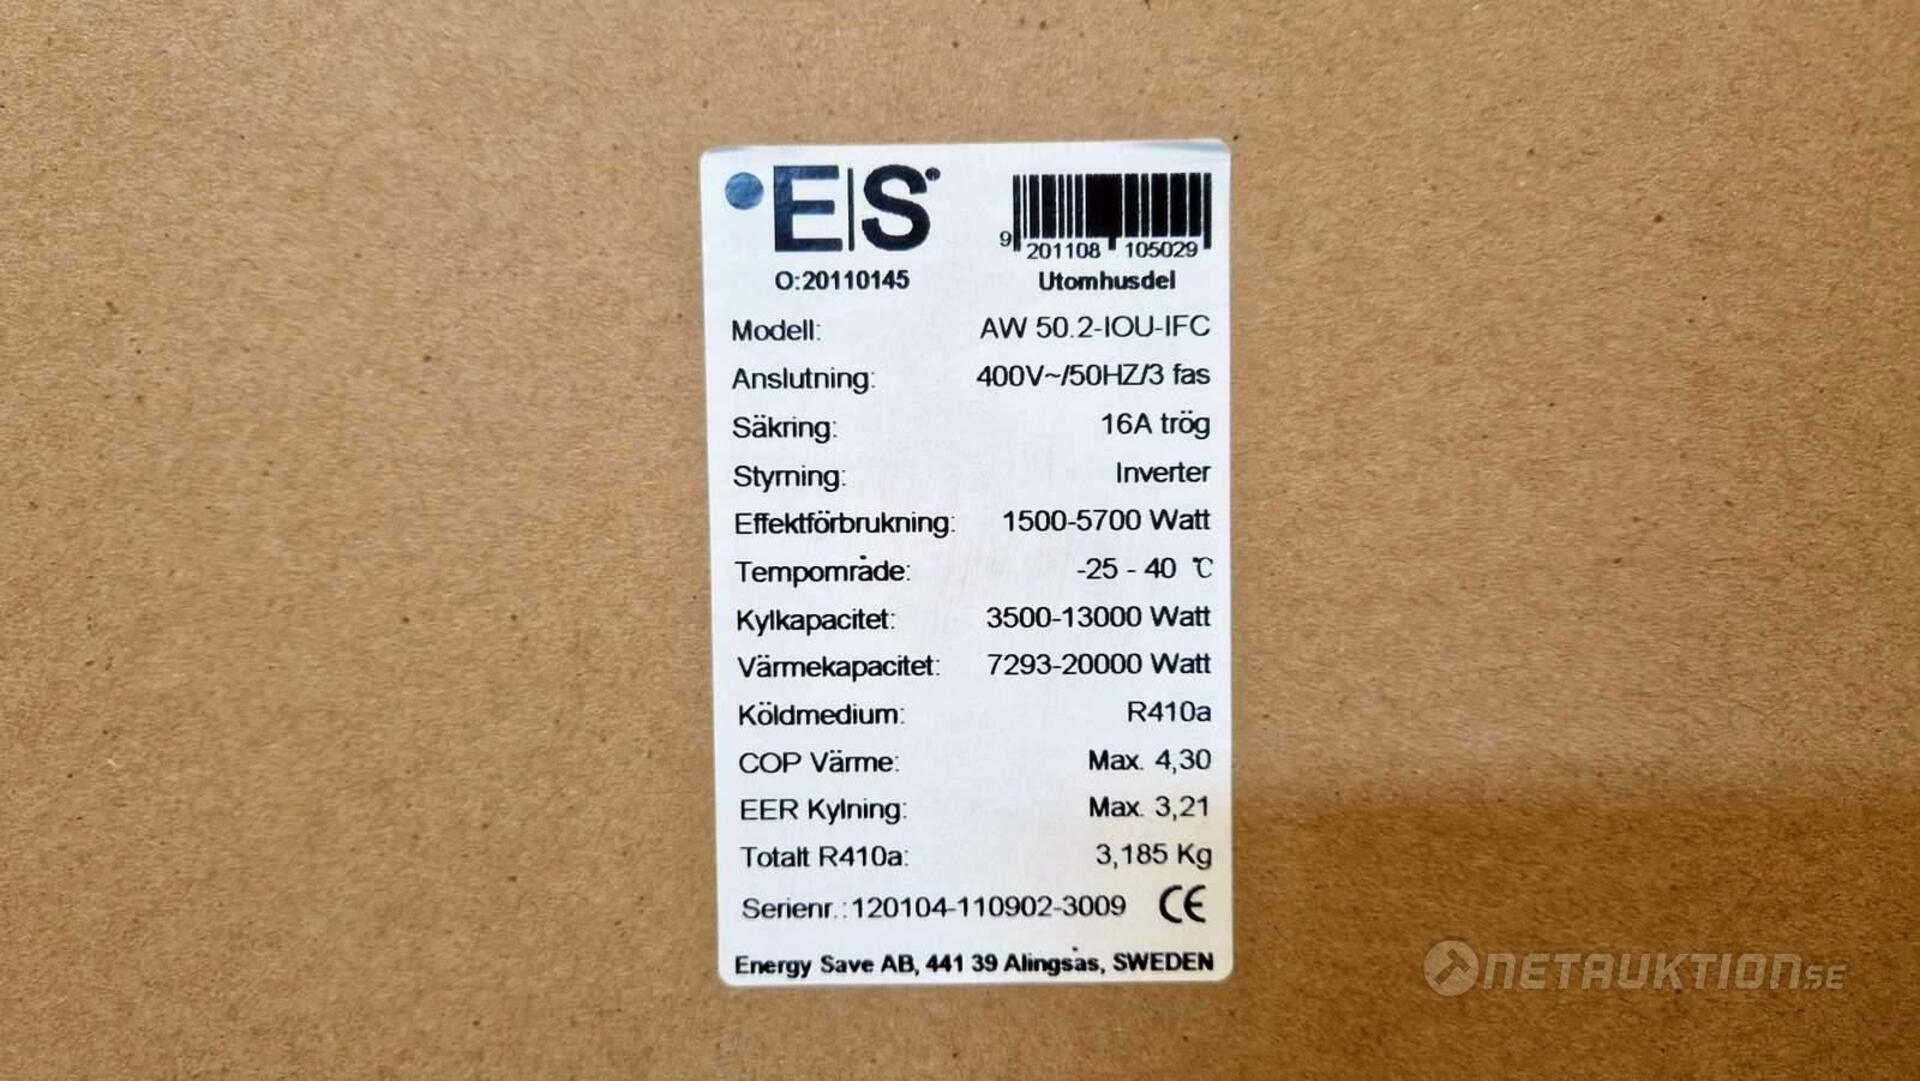 E|S
9 201108 105029
O:20110145 Utomhusdel
Modell: AW 50.2-IOU-IFC
Anslutning: 400V~/50HZ/3 fas
Säkring: 16A trög
Styrning: Inverter
Effektförbrukning: 1500-5700 Watt
Tempområde: -25 - 40 ℃
Kylkapacitet: 3500-13000 Watt
Värmekapacitet: 7293-20000 Watt
Köldmedium: R410a
COP Värme: Max. 4,30
EER Kylning: Max. 3,21
Totalt R410a: 3,185 Kg
Serienr.:120104-110902-3009 CE
Energy Save AB, 441 39 Alingsås, SWEDEN
NETAUKTION.SE